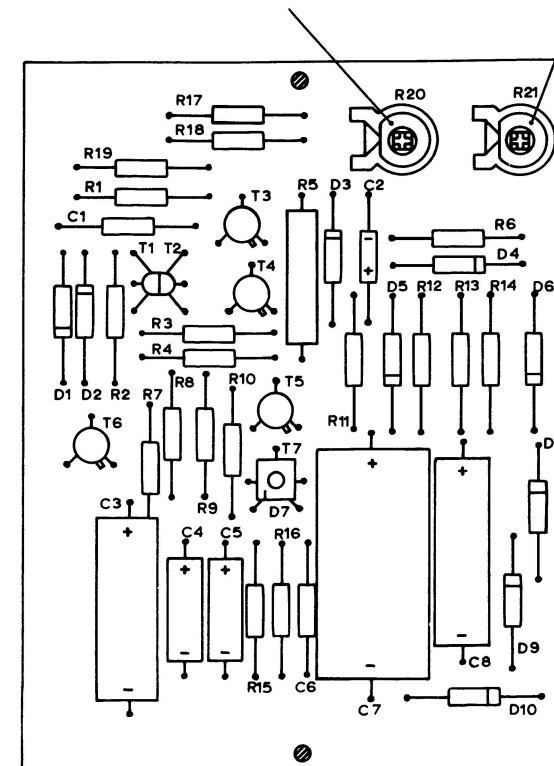 R17
R20
R21
R18
R19
R1
C1
T3
R5
D3
C2
R6
D4
T1
T2
T4
D5
R12
R13
R14
D6
R3
R4
D1
D2
R2
R7
R8
R10
T5
R11
T6
R9
T7
D7
C3
C4
C5
R16
D
+
+
+
+
+
-
-
-
-
-
-
+
R15
C6
C7
C8
D9
D10